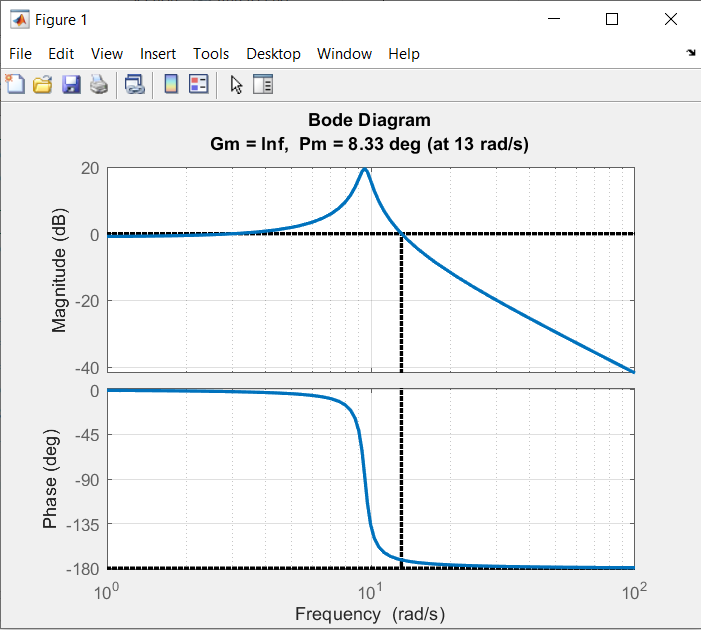 Figure 1
File Edit View Insert Tools Desktop Window Help
Bode Diagram
Gm = Inf, Pm = 8.33 deg (at 13 rad/s)
Magnitude (dB)
20
0
-20
-40
Phase (deg)
0
-45
-90
-135
-180
10^0 10^1 10^2
Frequency (rad/s)